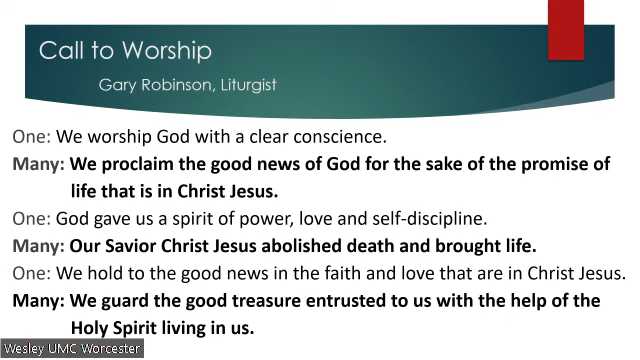 Call to Worship
Gary Robinson, Liturgist
One: We worship God with a clear conscience.
Many: We proclaim the good news of God for the sake of the promise of
life that is in Christ Jesus.
One: God gave us a spirit of power, love and self-discipline.
Many: Our Savior Christ Jesus abolished death and brought life.
One: We hold to the good news in the faith and love that are in Christ Jesus.
Many: We guard the good treasure entrusted to us with the help of the
Holy Spirit living in us.
Wesley UMC Worcester